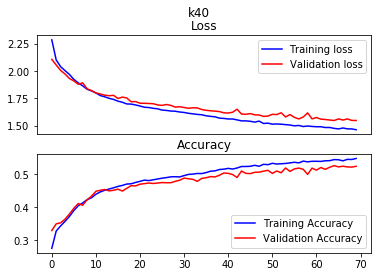 k40
Loss
2.25
2.00
1.75
1.50
Training loss
Validation loss
Accuracy
0.5
0.4
0.3
Training Accuracy
Validation Accuracy
0 10 20 30 40 50 60 70